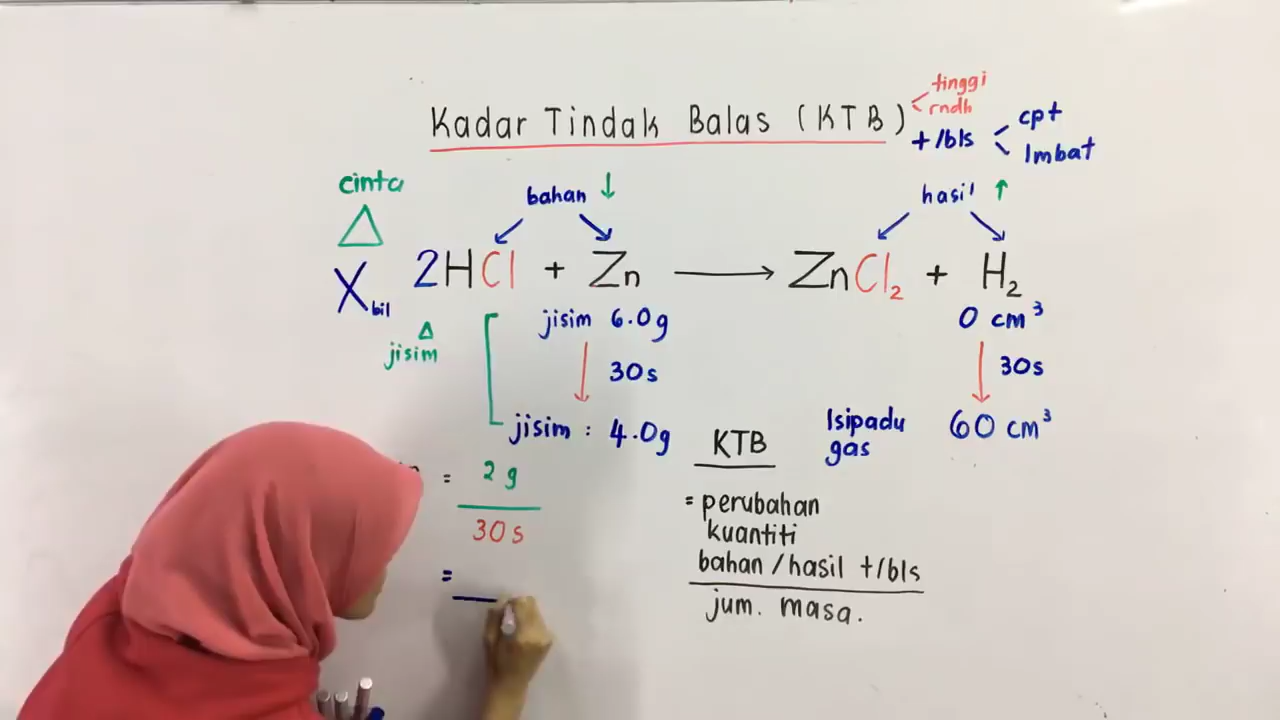 Kadar Tindak Balas (KTB)
tinggi
rndh
t/bls
cpt
lmbat
cinta
bahan ↓
hasil ↑
△
X bil
2HCl + Zn → ZnCl₂ + H₂
Δ
jisim
jisim 6.0g
30s
jisim : 4.0g
0 cm³
30s
Isipadu
gas
60 cm³
= 2 g
30 s
=
KTB
= perubahan
kuantiti
bahan / hasil t/bls
jum. masa.